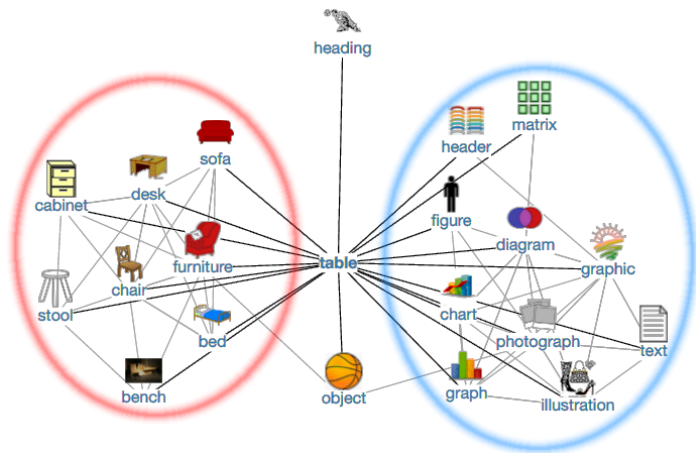 heading
sofa
cabinet
desk
furniture
chair
stool
bed
bench
table
object
matrix
header
figure
diagram
graphic
chart
photograph
text
graph
illustration